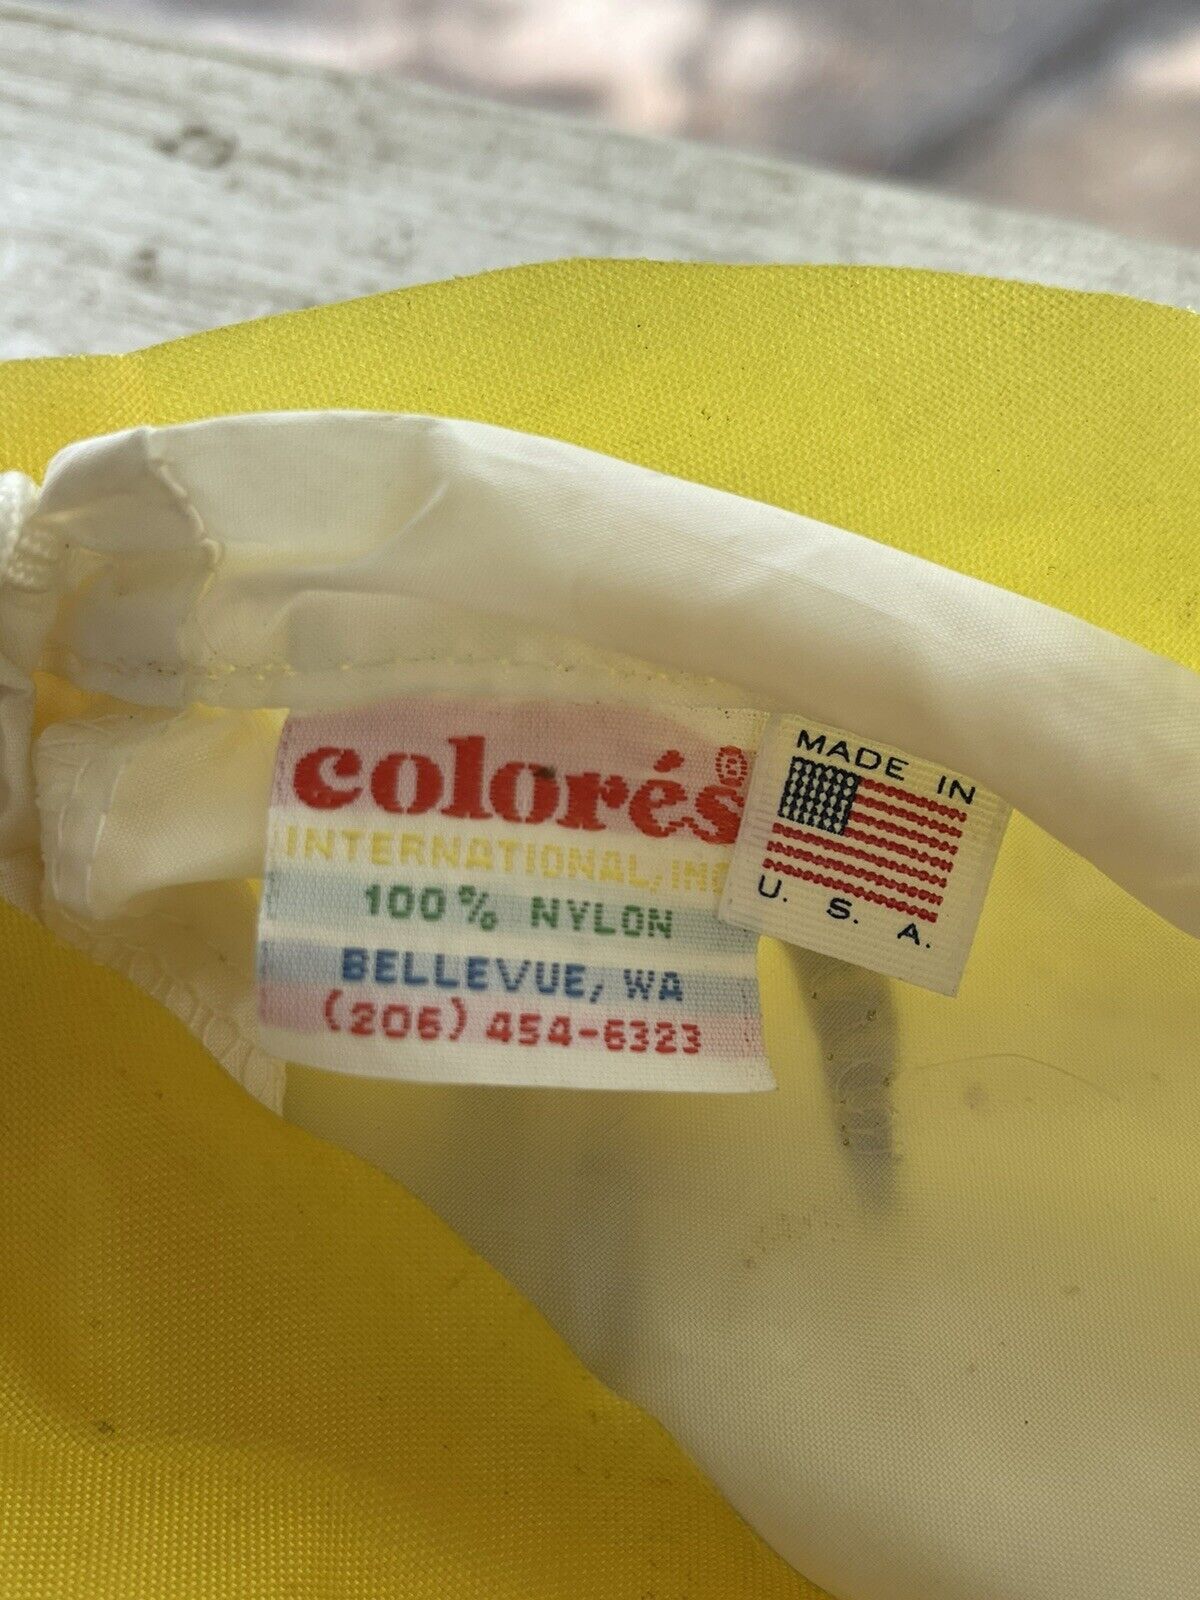 colorés®
INTERNATIONAL, INC
100% NYLON
BELLEVUE, WA
(206) 454-6323
MADE IN
U. S. A.